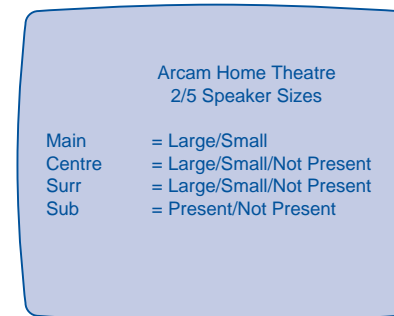 Arcam Home Theatre
2/5 Speaker Sizes
Main = Large/Small
Centre = Large/Small/Not Present
Surr = Large/Small/Not Present
Sub = Present/Not Present